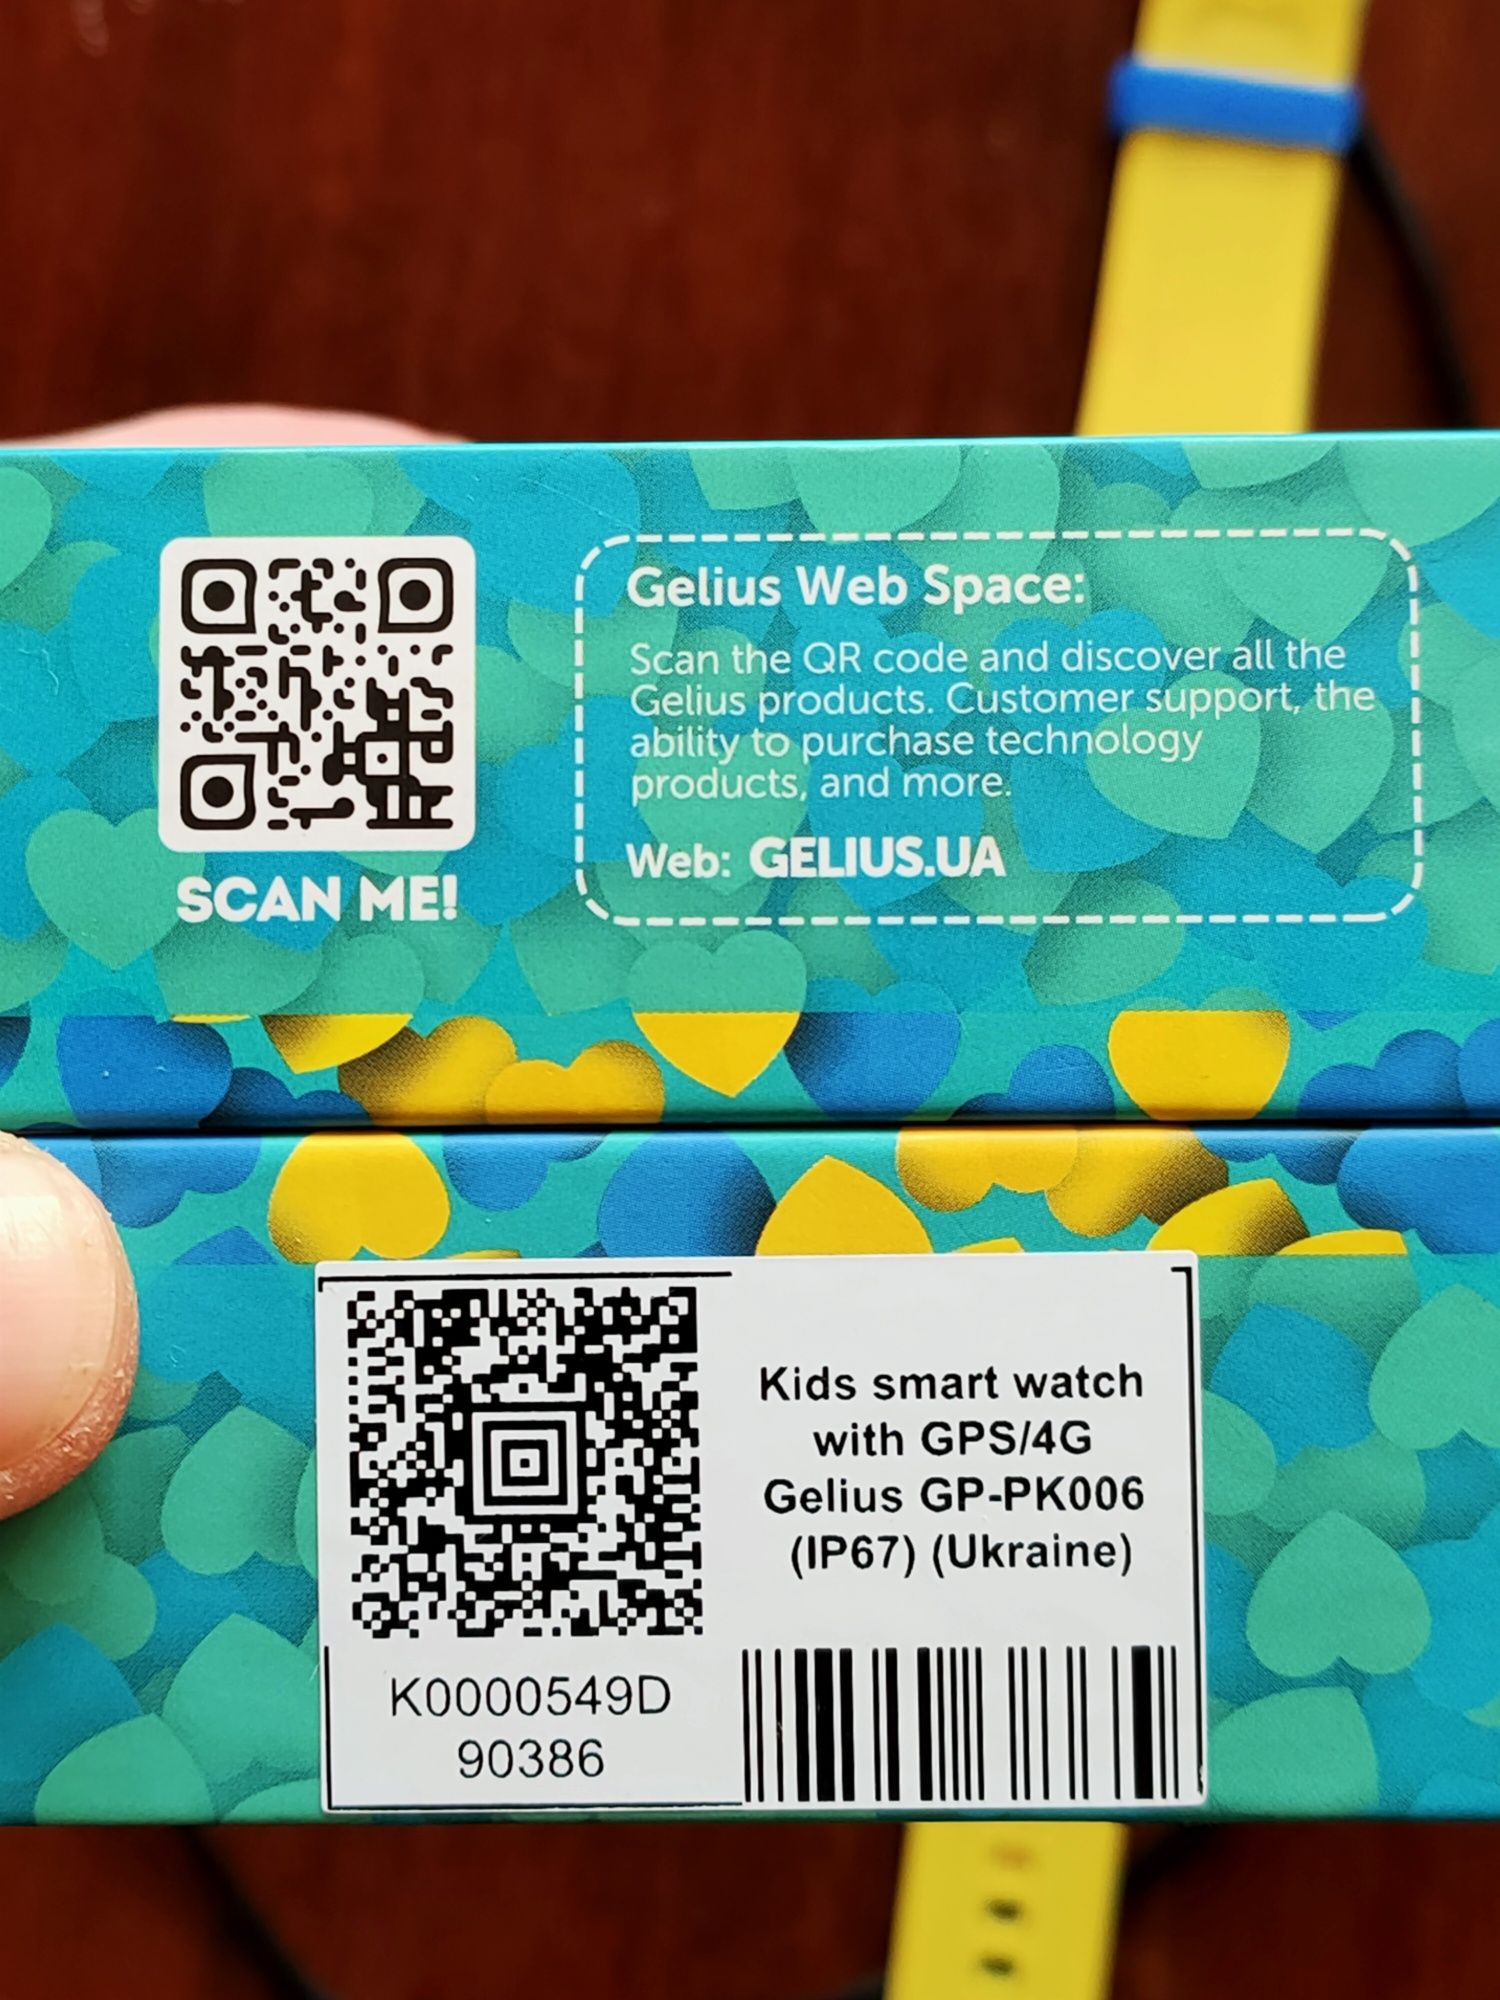 Gelius Web Space:
Scan the QR code and discover all the
Gelius products. Customer support, the
ability to purchase technology
products, and more.
Web: GELIUS.UA
SCAN ME!
Kids smart watch
with GPS/4G
Gelius GP-PK006
(IP67) (Ukraine)
K0000549D
90386